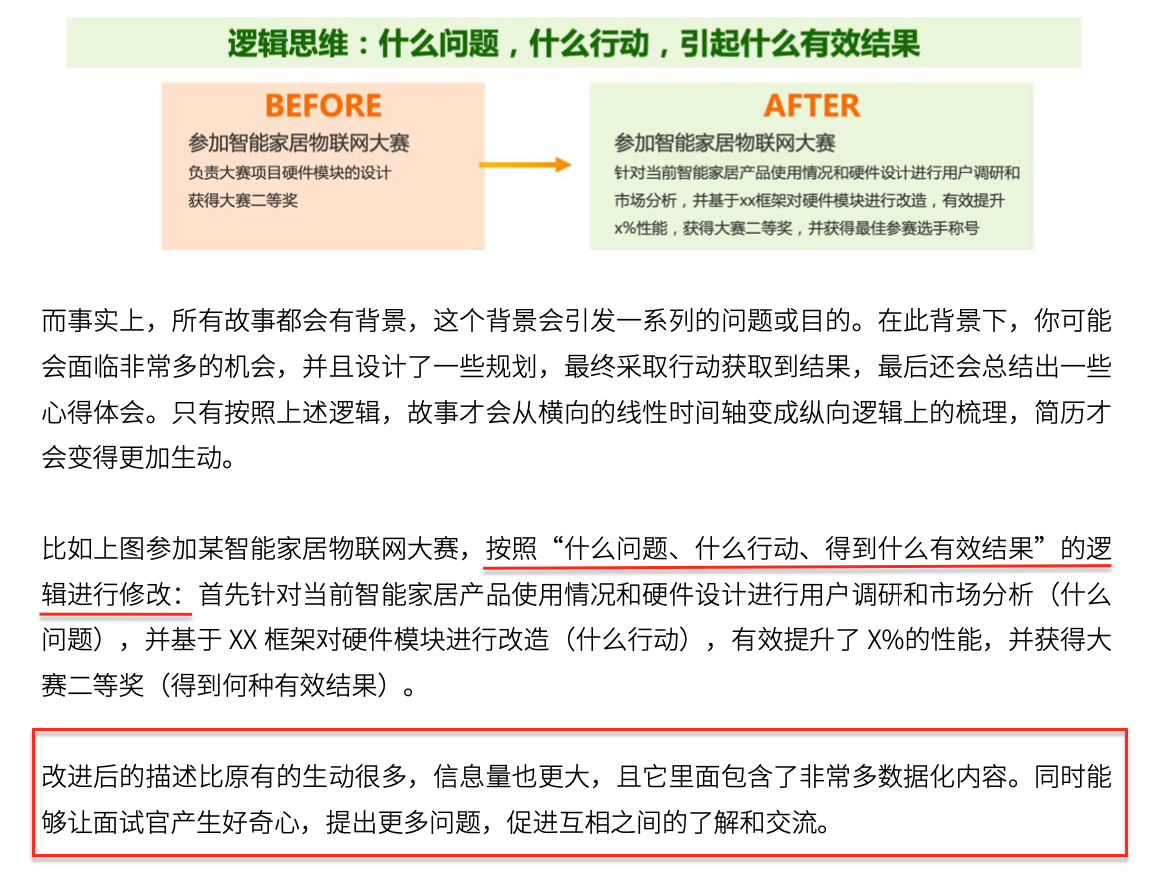 逻辑思维：什么问题，什么行动，引起什么有效结果
BEFORE
参加智能家居物联网大赛
负责大赛项目硬件模块的设计
获得大赛二等奖
AFTER
参加智能家居物联网大赛
针对当前智能家居产品使用情况和硬件设计进行用户调研和
市场分析，并基于xx框架对硬件模块进行改造，有效提升
x%性能，获得大赛二等奖，并获得最佳参赛选手称号
而事实上，所有故事都会有背景，这个背景会引发一系列的问题或目的。在此背景下，你可能
会面临非常多的机会，并且设计了一些规划，最终采取行动获取到结果，最后还会总结出一些
心得体会。只有按照上述逻辑，故事才会从横向的线性时间轴变成纵向逻辑上的梳理，简历才
会变得更加生动。
比如上图参加某智能家居物联网大赛，按照“什么问题、什么行动、得到什么有效结果”的逻
辑进行修改：首先针对当前智能家居产品使用情况和硬件设计进行用户调研和市场分析（什么
问题），并基于 XX 框架对硬件模块进行改造（什么行动），有效提升了 X%的性能，并获得大
赛二等奖（得到何种有效结果）。
改进后的描述比原有的生动很多，信息量也更大，且它里面包含了非常多数据化内容。同时能
够让面试官产生好奇心，提出更多问题，促进互相之间的了解和交流。